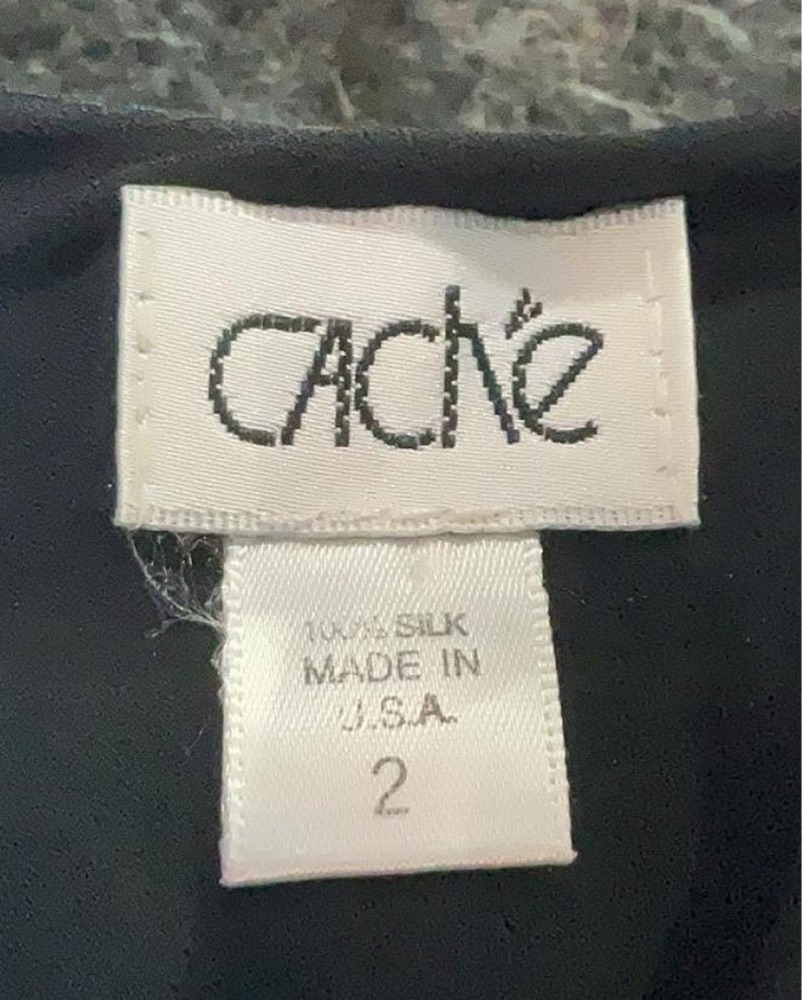 caché
100% SILK
MADE IN
U.S.A.
2